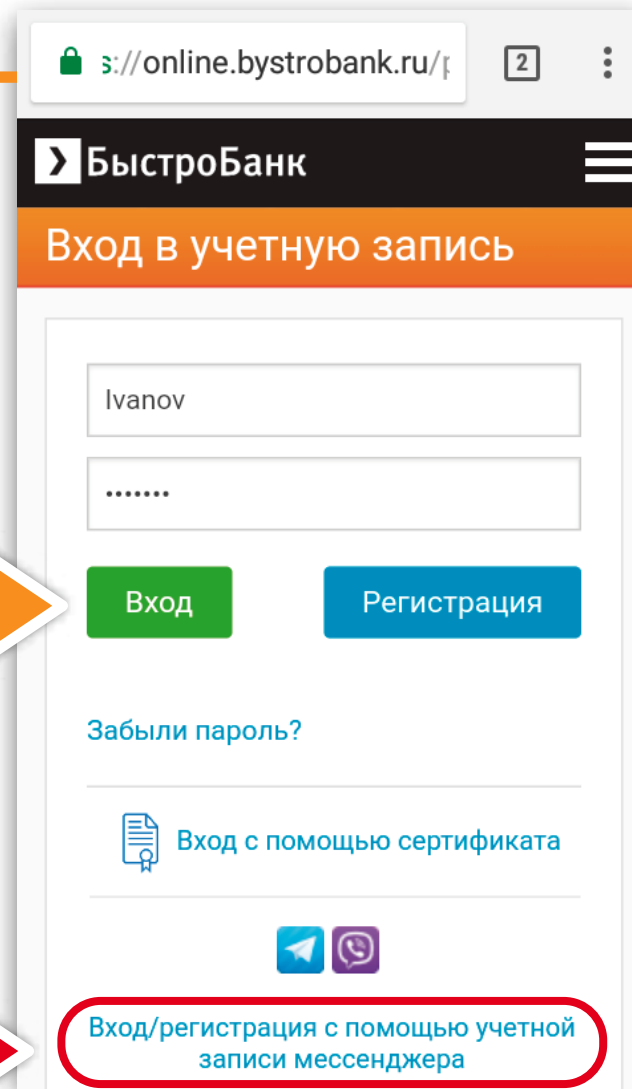 s://online.bystrobank.ru/p
2
БыстроБанк
Вход в учетную запись
Ivanov
•••••••
Вход
Регистрация
Забыли пароль?
Вход с помощью сертификата
Вход/регистрация с помощью учетной
записи мессенджера